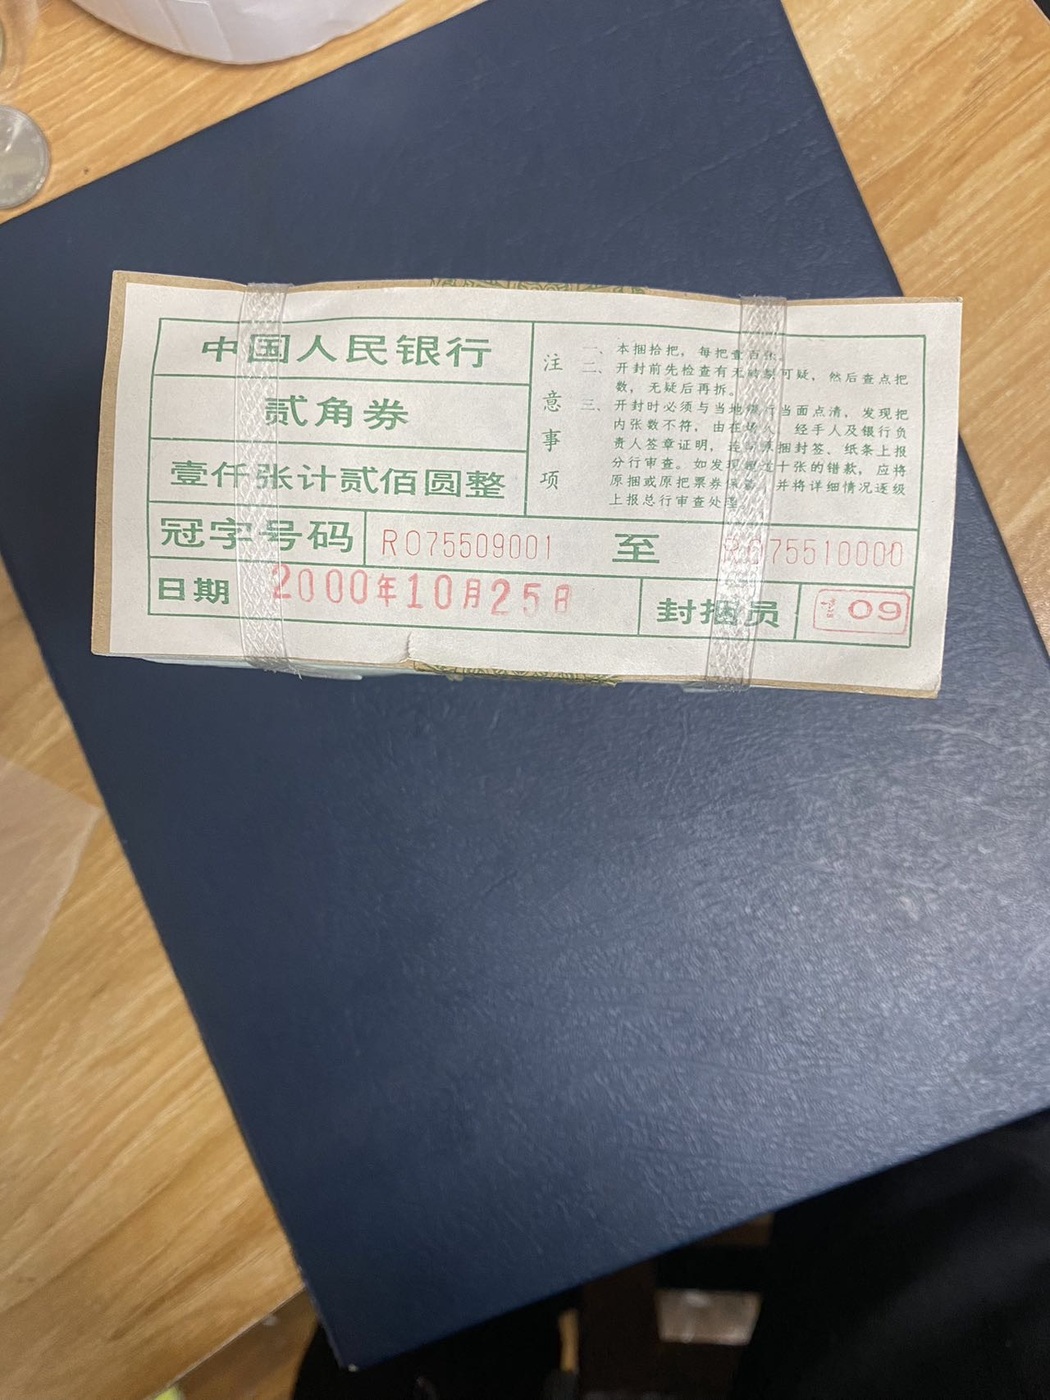 中国人民银行
贰角券
壹仟张计贰佰圆整
注意事项
一、本捆拾把，每把壹百张。
二、开封前先检查有无 可疑，然后查点把
数，无疑后再拆。
三、开封时必须与当地银行当面点清，发现把
内张数不符，由在场人、经手人及银行负
责人签章证明，连同原捆封签、纸条上报
分行审查。如发现 十张的错款，应将
原捆或原把票券 并将详细情况逐级
上报总行审查处理
冠字号码 RO75509001 至 RO75510000
日期 2000年10月25日 封捆员 09